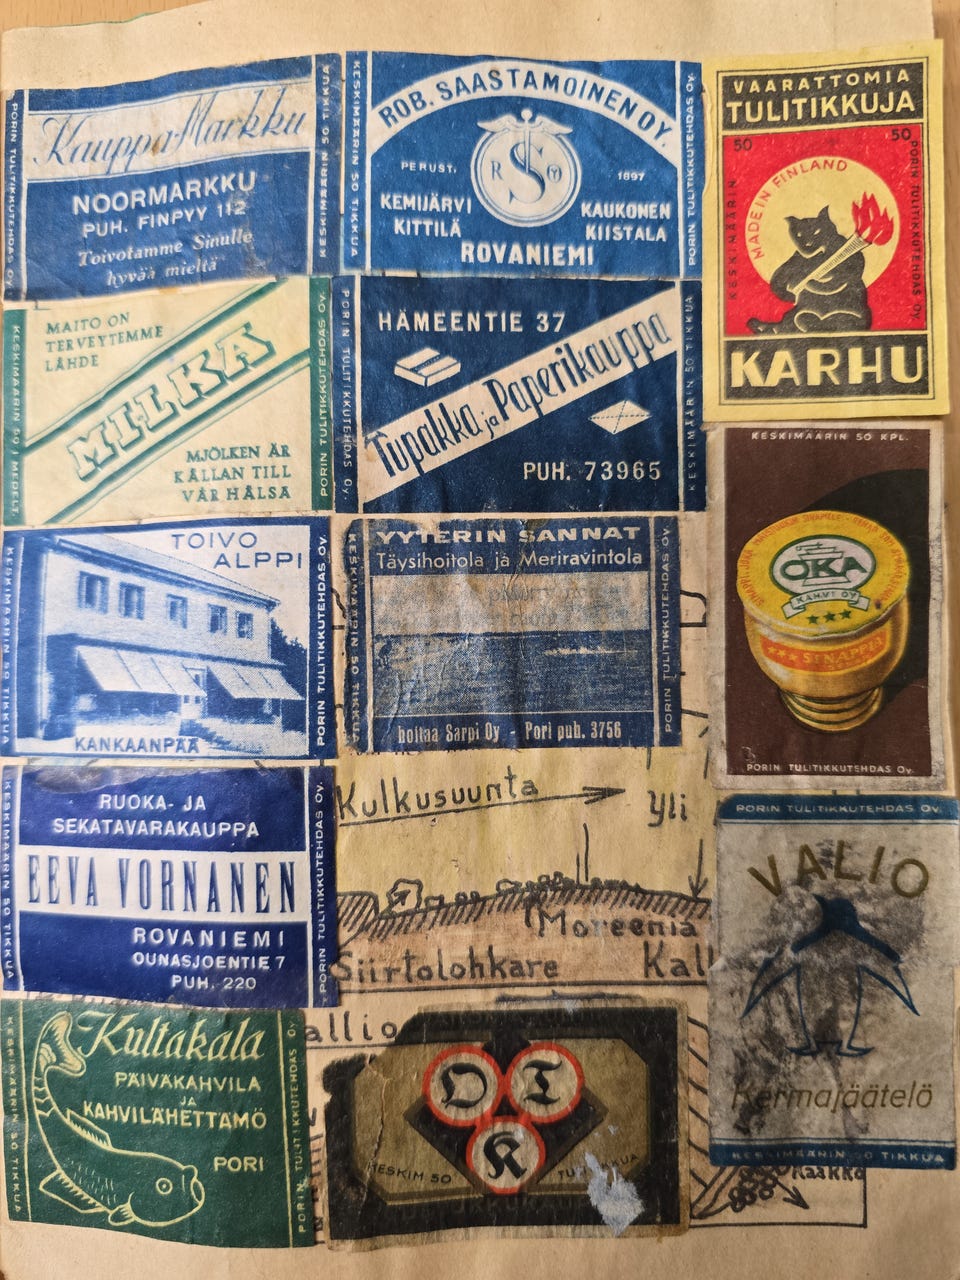 PORIN TULITIKKUTEHDAS OY.
Kauppa-Markku
NOORMARKKU
PUH. FINPYY 112
Toivotamme Sinulle
hyvää mieltä
KESKIMÄÄRIN 50 TIKKUA
KESKIMÄÄRIN 50 TIKKUA
ROB. SAASTAMOINEN OY.
PERUST. R S OY 1897
KEMIJÄRVI
KITTILÄ
KAUKONEN
KIISTALA
ROVANIEMI
PORIN TULITIKKUTEHDAS OY.
VAARATTOMIA
TULITIKKUJA
50 50
KESKIMÄÄRIN
MADE IN FINLAND
PORIN TULITIKKUTEHDAS OY.
KARHU
KESKIMÄÄRIN 50 I MEDELT
MAITO ON
TERVEYTEMME
LÄHDE
MILKA
MJÖLKEN ÄR
KÄLLAN TILL
VÅR HÄLSA
PORIN TULITIKKUTEHDAS OY.
PORIN TULITIKKUTEHDAS OY.
HÄMEENTIE 37
Tupakka ja Paperikauppa
PUH. 73965
KESKIMÄÄRIN 50 TIKKUA
KESKIMÄÄRIN 50 KPL.
OKA
KAHVI OY
SINAPPIA
PORIN TULITIKKUTEHDAS OY.
KESKIMÄÄRIN 50 TIKKUA
TOIVO
ALPPI
KANKAANPÄÄ
PORIN TULITIKKUTEHDAS OY.
KESKIMÄÄRIN 50 TIKKUA
YYTERIN SANNAT
Täysihoitola ja Meriravintola
hoitaa Sarpi Oy - Pori puh. 3756
PORIN TULITIKKUTEHDAS OY.
KESKIMÄÄRIN 50 TIKKUA
RUOKA- JA
SEKATAVARAKAUPPA
EEVA VORNANEN
ROVANIEMI
OUNASJOENTIE 7
PUH. 220
PORIN TULITIKKUTEHDAS OY.
Kulkusuunta
Yli
Moreenia
Siirtolohkare
Kall
allio
PORIN TULITIKKUTEHDAS OY.
VALIO
Kermajäätelö
KESKIMÄÄRIN 50 TIKKUA
KESKIMÄÄRIN 50 TIKKUA
Kultakala
PÄIVÄKAHVILA
JA
KAHVILÄHETTÄMÖ
PORI
PORIN TULITIKKUTEHDAS OY.
O T
K
KESKIM 50
Kaakko